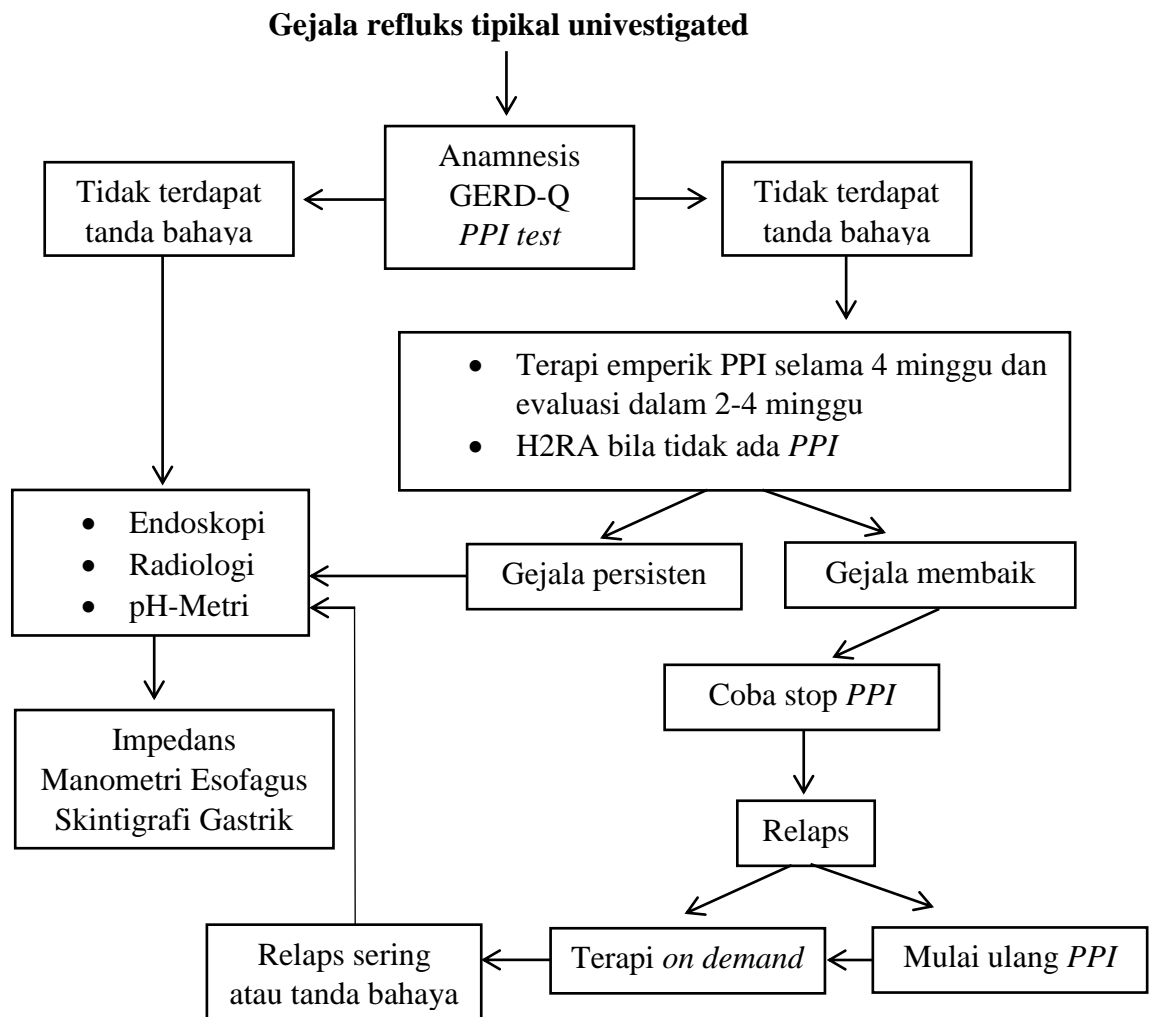 Gejala refluks tipikal univestigated
Anamnesis
GERD-Q
PPI test
Tidak terdapat
tanda bahaya
Tidak terdapat
tanda bahaya
• Terapi emperik PPI selama 4 minggu dan
evaluasi dalam 2-4 minggu
• H2RA bila tidak ada PPI
• Endoskopi
• Radiologi
• pH-Metri
Gejala persisten
Gejala membaik
Coba stop PPI
Impedans
Manometri Esofagus
Skintigrafi Gastrik
Relaps
Relaps sering
atau tanda bahaya
Terapi on demand
Mulai ulang PPI